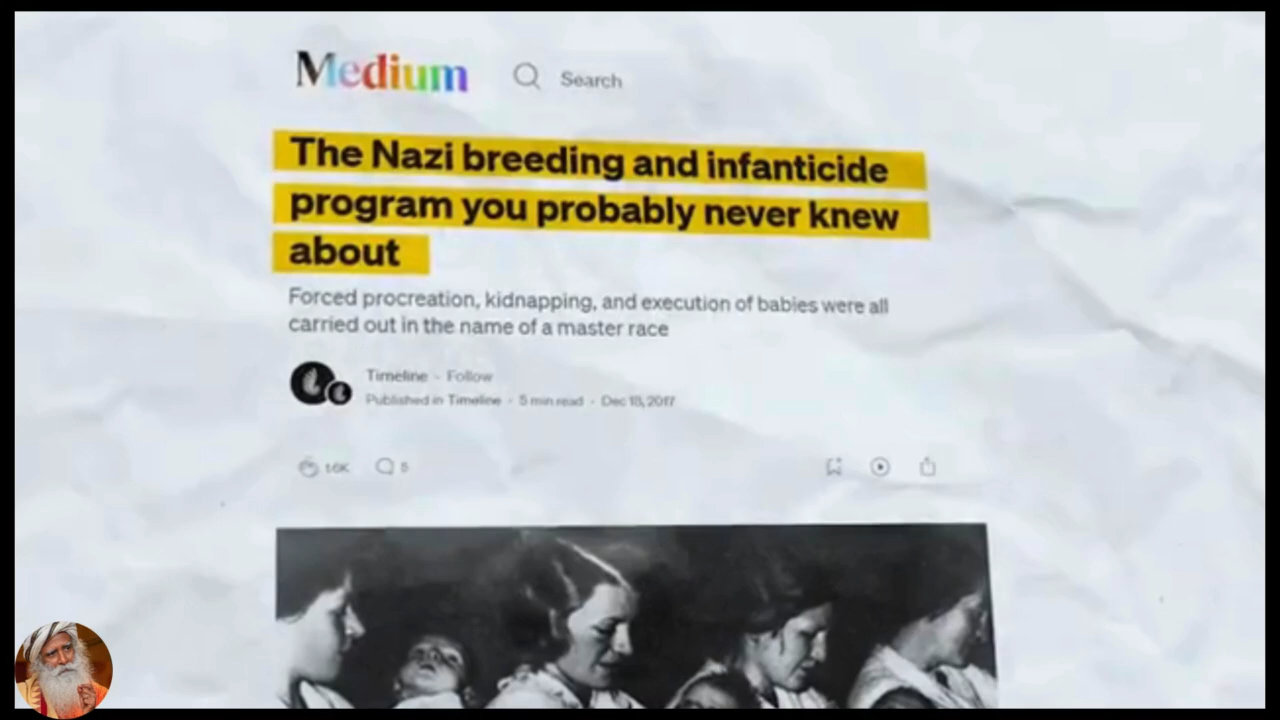 Medium
Search
The Nazi breeding and infanticide
program you probably never knew
about
Forced procreation, kidnapping, and execution of babies were all
carried out in the name of a master race
Timeline · Follow
Published in Timeline · 5 min read · Dec 2017
5